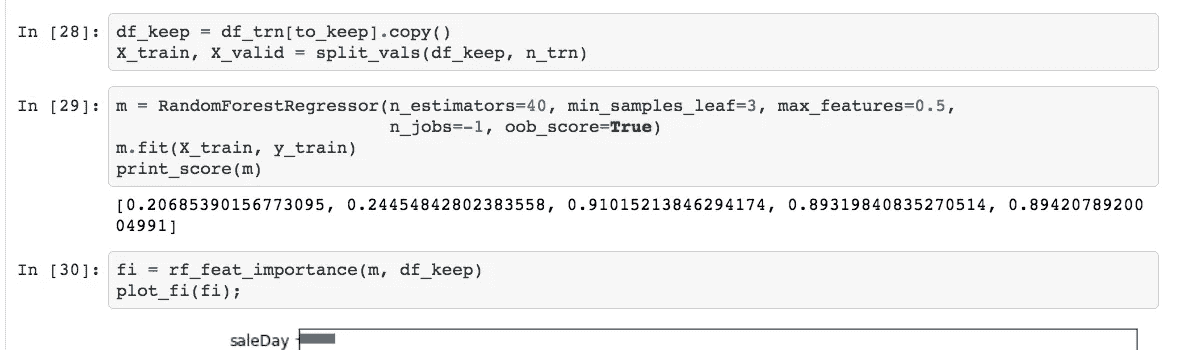 In [28]: df_keep = df_trn[to_keep].copy()
X_train, X_valid = split_vals(df_keep, n_trn)
In [29]: m = RandomForestRegressor(n_estimators=40, min_samples_leaf=3, max_features=0.5,
n_jobs=-1, oob_score=True)
m.fit(X_train, y_train)
print_score(m)
[0.20685390156773095, 0.24454842802383558, 0.91015213846294174, 0.89319840835270514, 0.8942078920
04991]
In [30]: fi = rf_feat_importance(m, df_keep)
plot_fi(fi);
saleDay